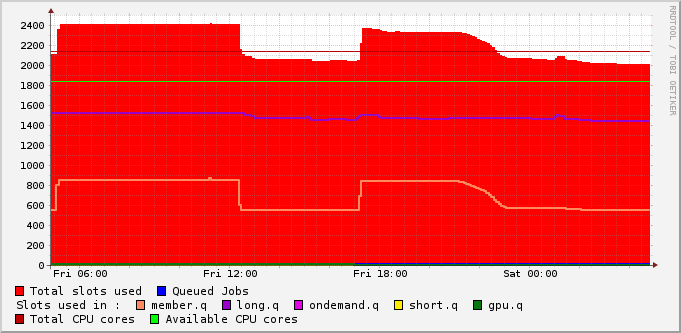 RRDTOOL / TOBI OETIKER
2400
2200
2000
1800
1600
1400
1200
1000
800
600
400
200
0
Fri 06:00 Fri 12:00 Fri 18:00 Sat 00:00
Total slots used Queued Jobs
Slots used in : member.q long.q ondemand.q short.q gpu.q
Total CPU cores Available CPU cores